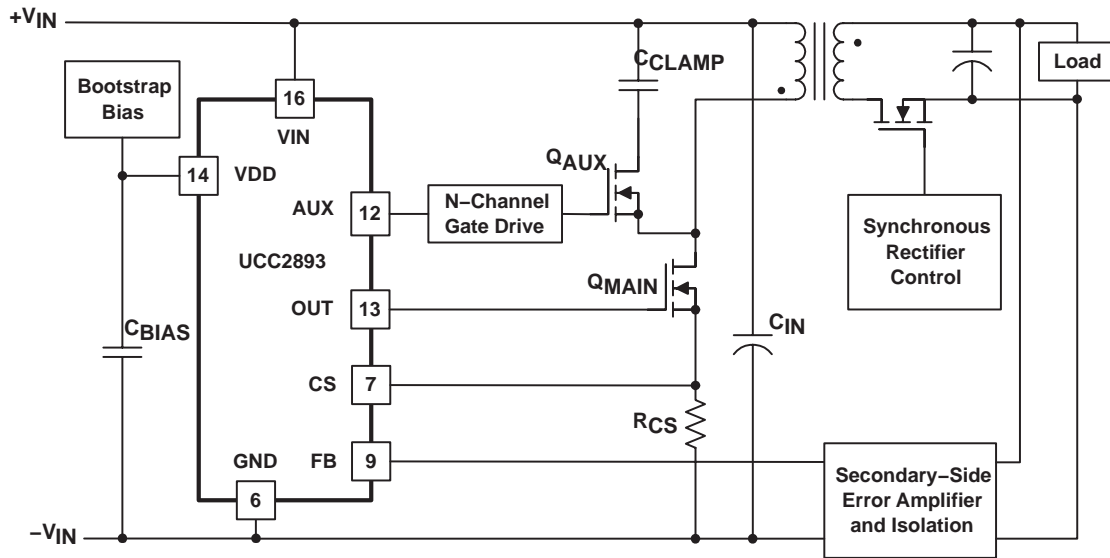 +VIN
CCLAMP
Load
Bootstrap
Bias
16
VIN
14
VDD
QAUX
AUX
12
N−Channel
Gate Drive
Synchronous
Rectifier
Control
UCC2893
QMAIN
OUT
13
CBIAS
CIN
CS
7
RCS
GND
FB
9
6
Secondary−Side
Error Amplifier
and Isolation
−VIN